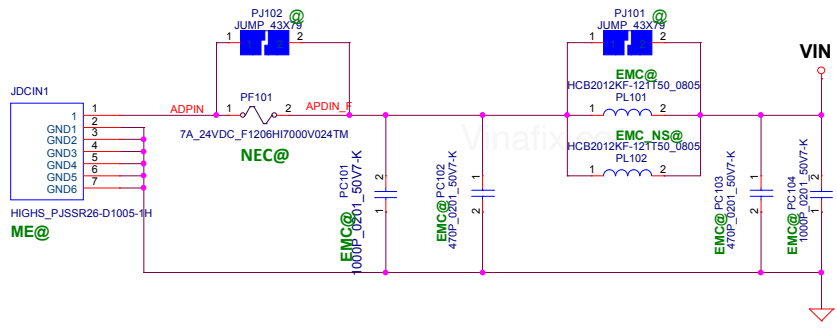 PJ102
@
JUMP_43X79
1
2
PJ101
@
JUMP_43X79
1
2
VIN
JDCIN1
EMC@
HCB2012KF-121T50_0805
PF101
PL101
1
ADPIN
1
2
APDIN_F
1
2
1
GND1
2
GND2
3
GND3
4
GND4
5
GND5
6
GND6
7
7A_24VDC_F1206HI7000V024TM
NEC@
Vinafix.co
EMC_NS@
HCB2012KF-121T50_0805
PL102
1
2
HIGHS_PJSSR26-D1005-1H
ME@
EMC@
PC101
1000P_0201_50V7-K
2
1
EMC@
PC102
470P_0201_50V7-K
1
2
EMC@
PC103
470P_0201_50V7-K
1
2
EMC@
PC104
1000P_0201_50V7-K
2
1